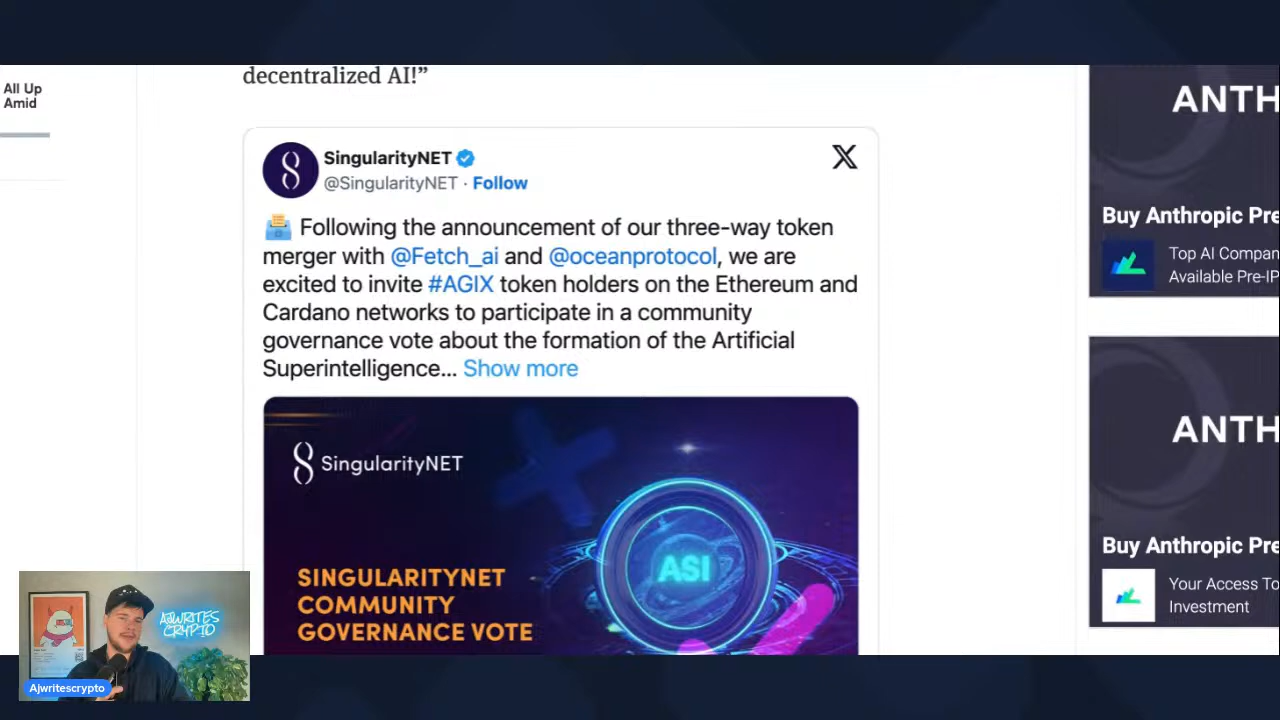 decentralized AI!”
All Up
Amid
SingularityNET
@SingularityNET · Follow
Following the announcement of our three-way token
merger with @Fetch_ai and @oceanprotocol, we are
excited to invite #AGIX token holders on the Ethereum and
Cardano networks to participate in a community
governance vote about the formation of the Artificial
Superintelligence... Show more
SingularityNET
ASI
SINGULARITYNET
COMMUNITY
GOVERNANCE VOTE
ANTH
Buy Anthropic Pre
Top AI Compan
Available Pre-IP
ANTH
Buy Anthropic Pre
Your Access To
Investment
AJWRITES
CRYPTO
Ajwritescrypto